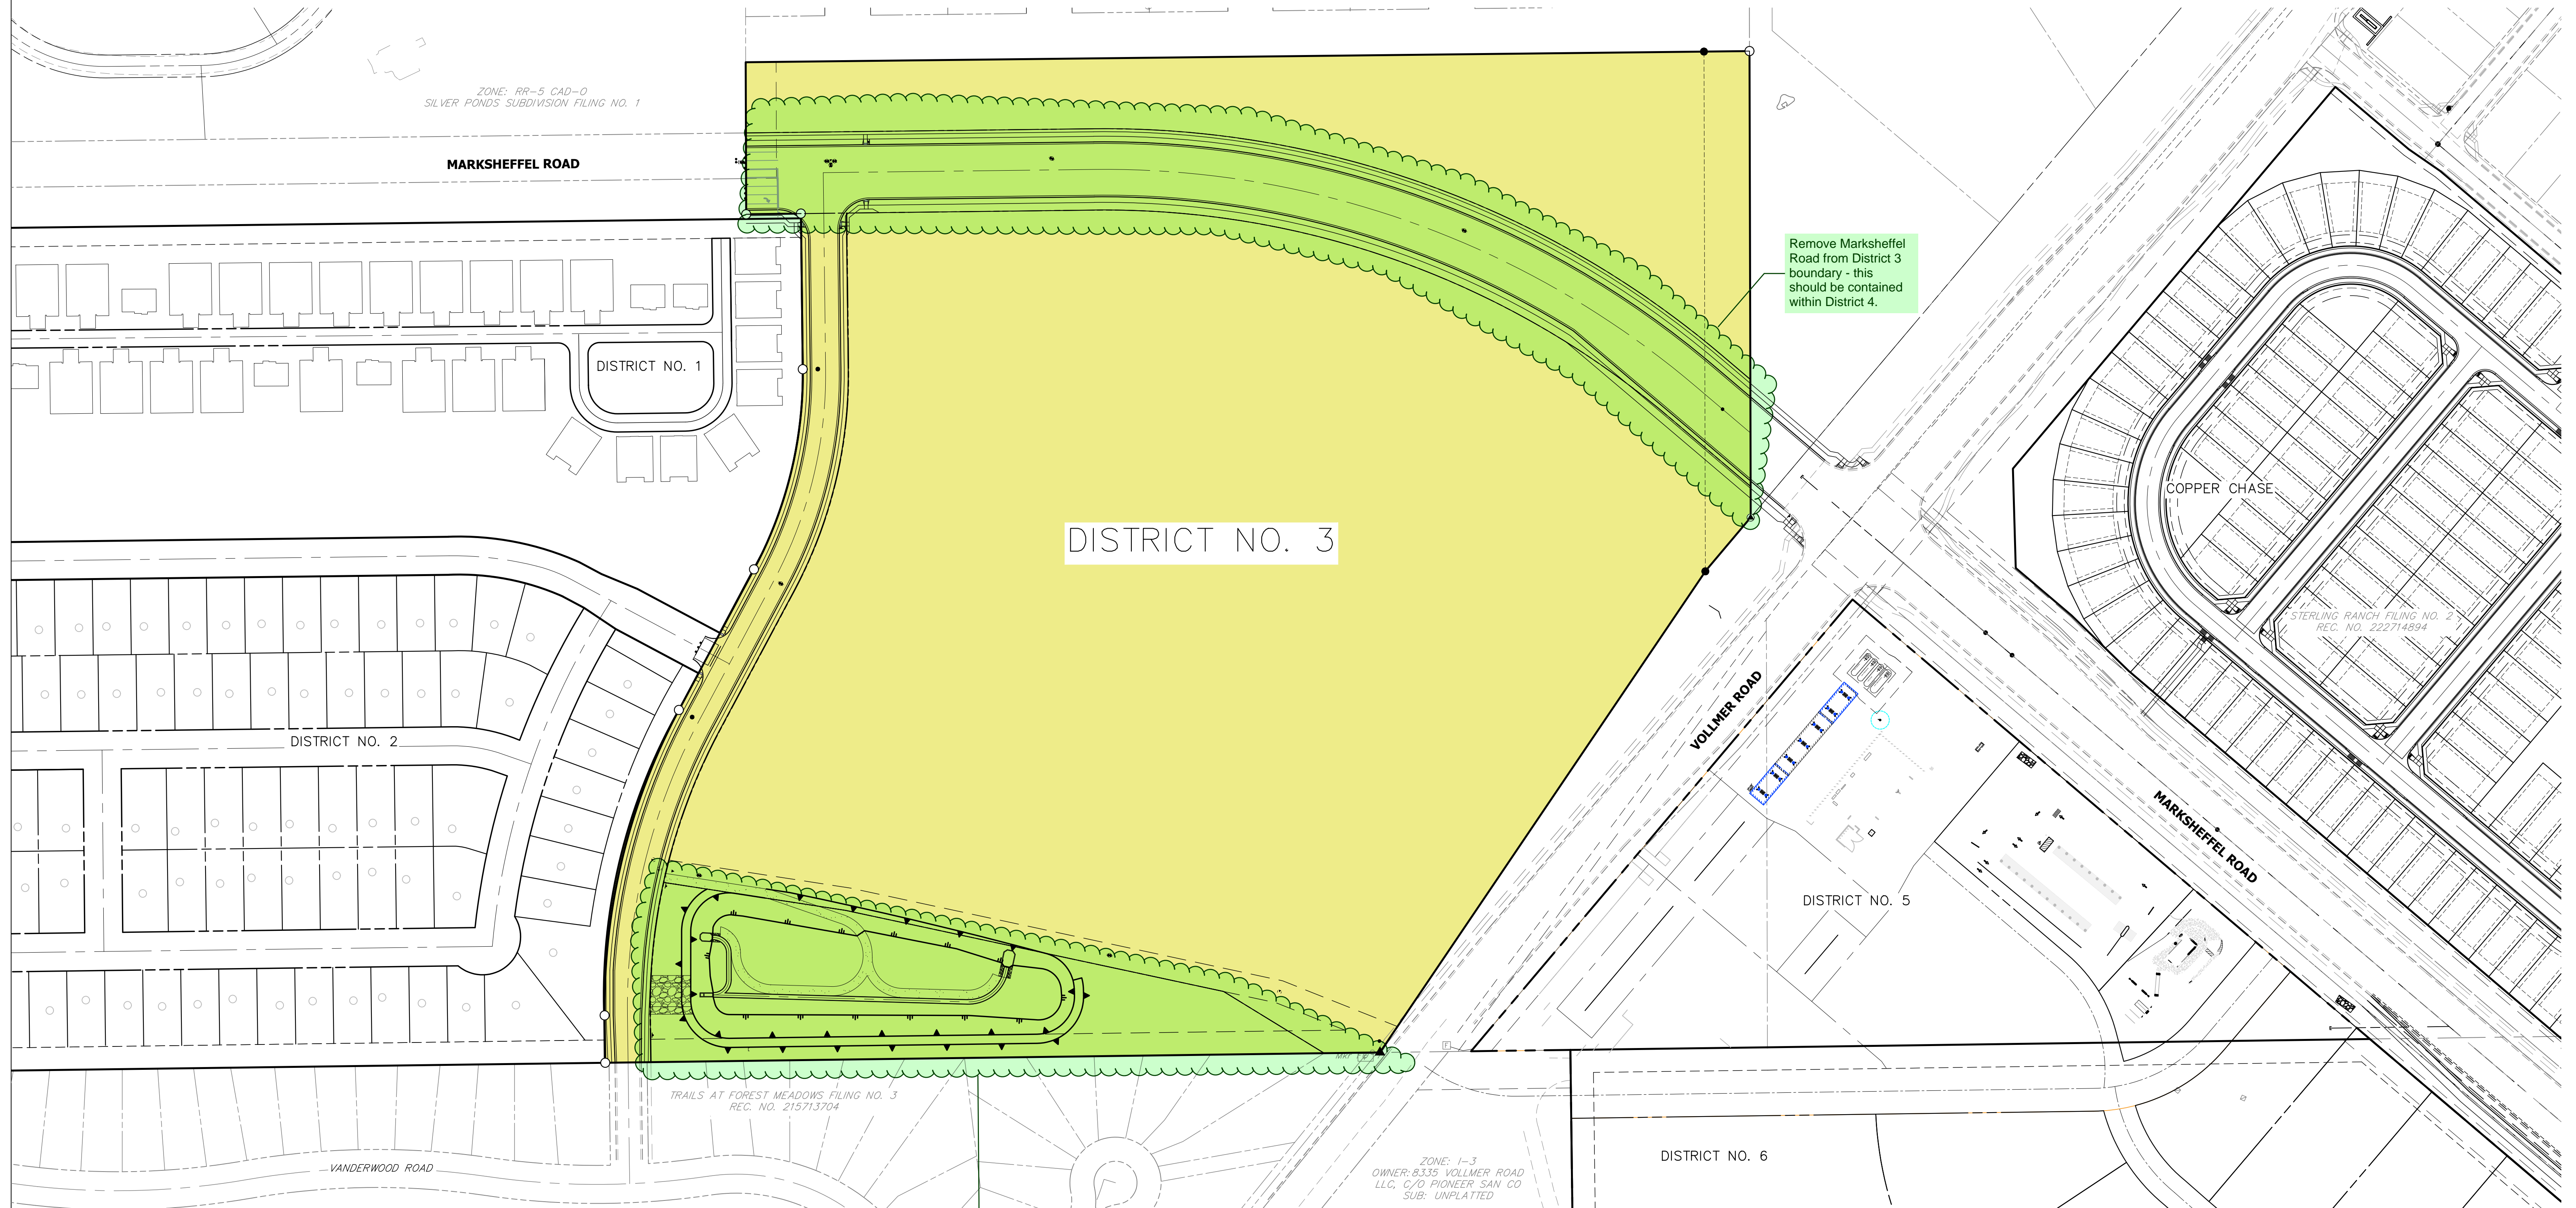 ZONE: RR-5 CAD-O
SILVER PONDS SUBDIVISION FILING NO. 1
MARKSHEFFEL ROAD
Remove Marksheffel
Road from District 3
boundary - this
should be contained
within District 4.
DISTRICT NO. 1
COPPER CHASE
DISTRICT NO. 3
STERLING RANCH FILING NO. 2
REC. NO. 222714894
VOLLMER ROAD
DISTRICT NO. 2
MARKSHEFFEL ROAD
DISTRICT NO. 5
TRAILS AT FOREST MEADOWS FILING NO. 3
REC. NO. 215713704
VANDERWOOD ROAD
DISTRICT NO. 6
ZONE: I-3
OWNER: 8335 VOLLMER ROAD
LLC, C/O PIONEER SAN CO
SUB: UNPLATTED